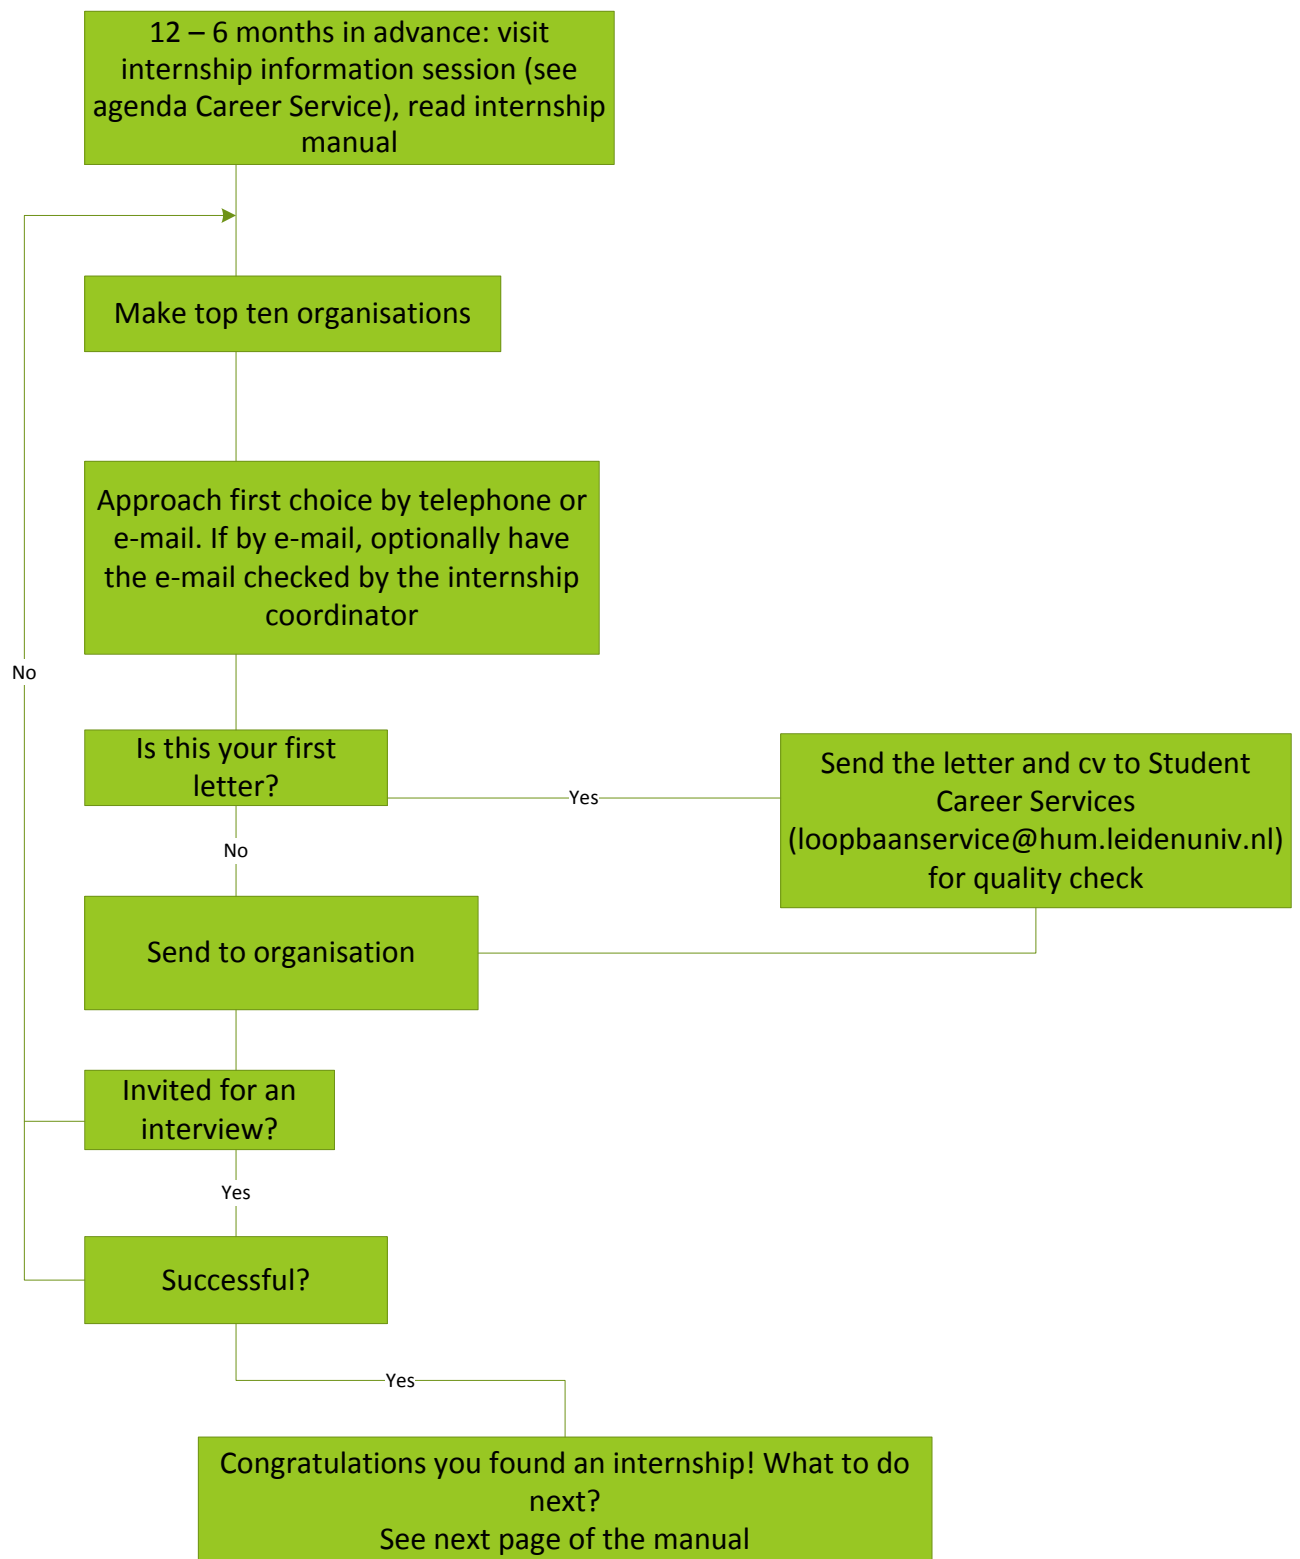 12 – 6 months in advance: visit
internship information session (see
agenda Career Service), read internship
manual
Make top ten organisations
Approach first choice by telephone or
e-mail. If by e-mail, optionally have
the e-mail checked by the internship
coordinator
No
Is this your first
letter?
Yes
Send the letter and cv to Student
Career Services
(loopbaanservice@hum.leidenuniv.nl)
for quality check
No
Send to organisation
Invited for an
interview?
Yes
Successful?
Yes
Congratulations you found an internship! What to do
next?
See next page of the manual